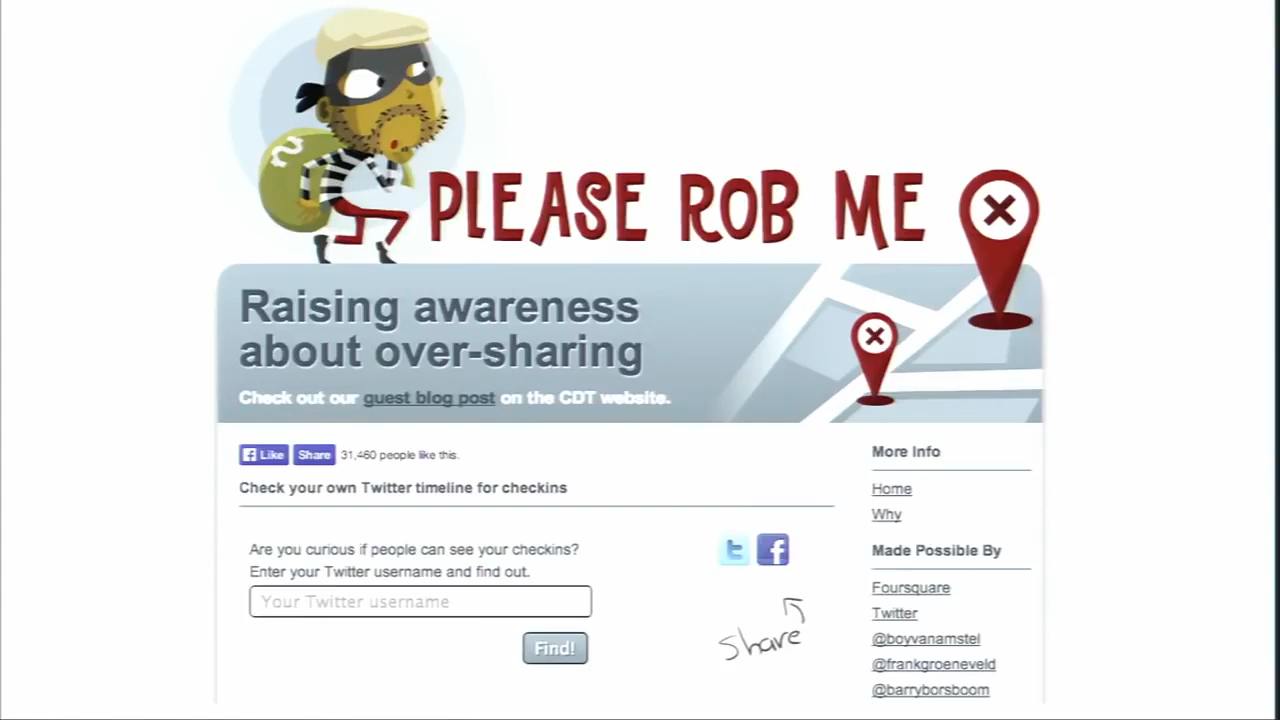 PLEASE ROB ME
Raising awareness
about over-sharing
Check out our guest blog post on the CDT website.
Like Share 31,460 people like this.
Check your own Twitter timeline for checkins
Are you curious if people can see your checkins?
Enter your Twitter username and find out.
Your Twitter username
Find!
Share
More Info
Home
Why
Made Possible By
Foursquare
Twitter
@boyvanamstel
@frankgroeneveld
@barryborsboom